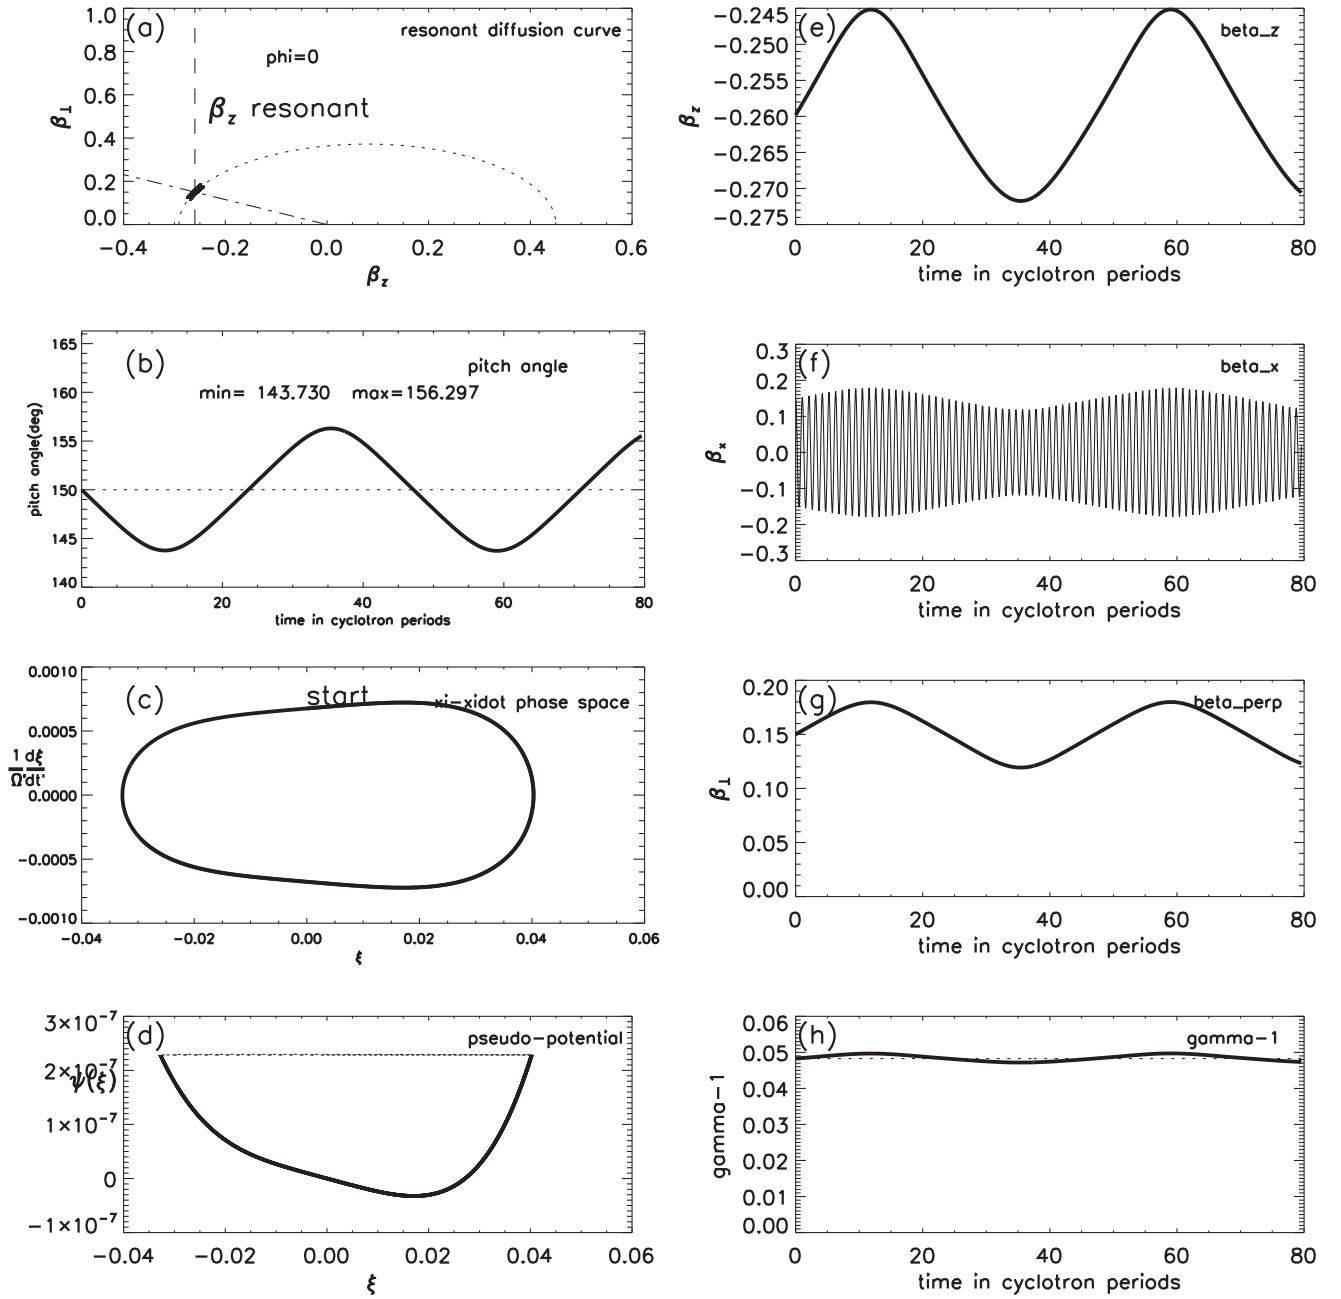 (a)
resonant diffusion curve
phi=0
β_z resonant
β_⊥
1.0
0.8
0.6
0.4
0.2
0.0
−0.4 −0.2 0.0 0.2 0.4 0.6
β_z
(b)
pitch angle
min= 143.730 max=156.297
pitch angle(deg)
165
160
155
150
145
140
0 20 40 60 80
time in cyclotron periods
(c)
start
xi−xidot phase space
0.0010
0.0005
0.0000
−0.0005
−0.0010
1 dξ
Ω dt
−0.04 −0.02 0.00 0.02 0.04 0.06
ξ
(d)
pseudo−potential
3×10⁻⁷
2×10⁻⁷
ψ(ξ)
1×10⁻⁷
0
−1×10⁻⁷
−0.04 −0.02 0.00 0.02 0.04 0.06
ξ
(e)
beta_z
β_z
−0.245
−0.250
−0.255
−0.260
−0.265
−0.270
−0.275
0 20 40 60 80
time in cyclotron periods
(f)
beta_x
β_x
0.3
0.2
0.1
0.0
−0.1
−0.2
−0.3
0 20 40 60 80
time in cyclotron periods
(g)
beta_perp
β_⊥
0.20
0.15
0.10
0.05
0.00
0 20 40 60 80
time in cyclotron periods
(h)
gamma−1
gamma−1
0.06
0.05
0.04
0.03
0.02
0.01
0.00
0 20 40 60 80
time in cyclotron periods